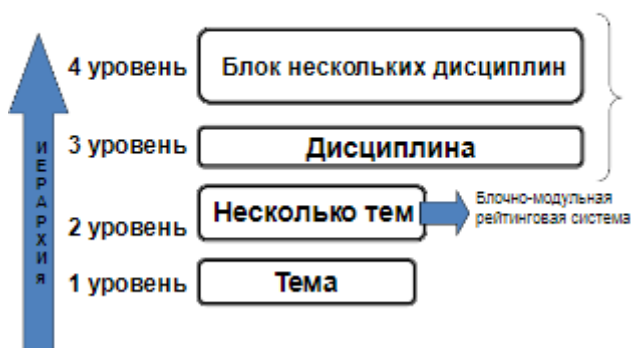 4 уровень
Блок нескольких дисциплин
3 уровень
Дисциплина
2 уровень
Несколько тем
Блочно-модульная
рейтинговая система
1 уровень
Тема
ИЕРАРХИЯ